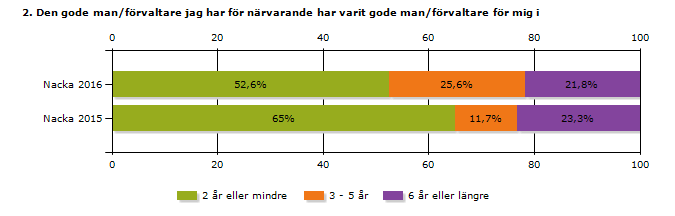 2. Den gode man/förvaltare jag har för närvarande har varit gode man/förvaltare för mig i
0 20 40 60 80 100
Nacka 2016 52,6% 25,6% 21,8%
Nacka 2015 65% 11,7% 23,3%
0 20 40 60 80 100
2 år eller mindre 3 - 5 år 6 år eller längre